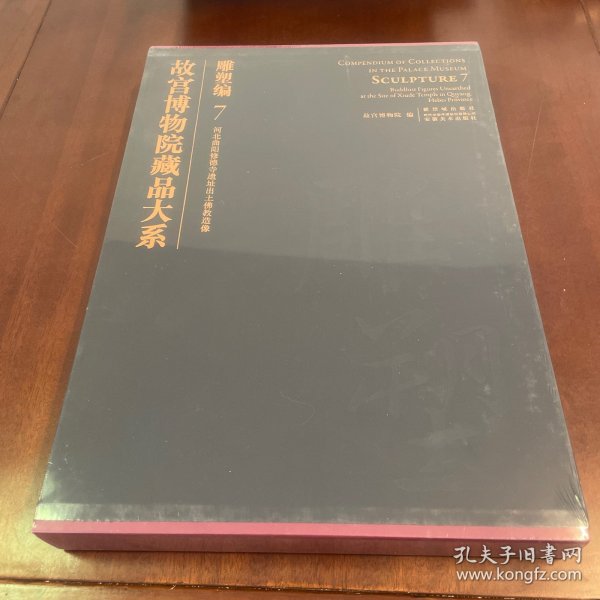 故宫博物院藏品大系
雕塑编 7 河北曲阳修德寺遗址出土佛教造像
COMPENDIUM OF COLLECTIONS
IN THE PALACE MUSEUM
SCULPTURE 7
Buddhist Figures Unearthed
at the Site of Xiude Temple in Quyang,
Hebei Province
故宫博物院 编
紫禁城出版社
安徽美术出版社
孔夫子旧书网
www.kongfz.com